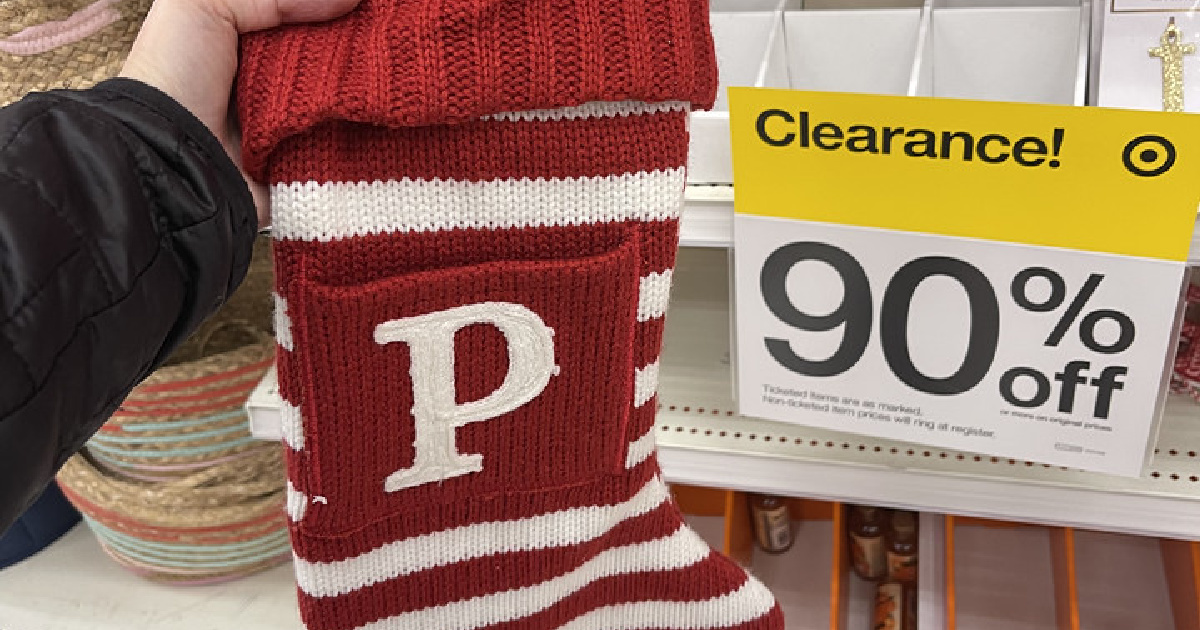 P
Clearance!
90%
off
or more on original prices
Ticketed items are as marked.
Non-ticketed item prices will ring at register.